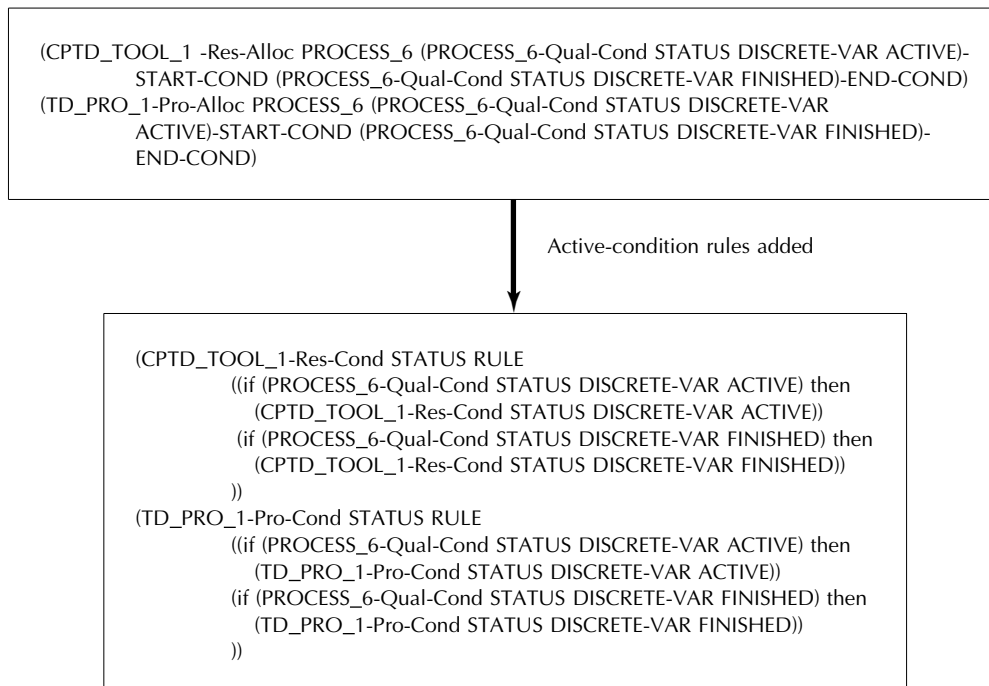 (CPTD_TOOL_1 -Res-Alloc PROCESS_6 (PROCESS_6-Qual-Cond STATUS DISCRETE-VAR ACTIVE)-
START-COND (PROCESS_6-Qual-Cond STATUS DISCRETE-VAR FINISHED)-END-COND)
(TD_PRO_1-Pro-Alloc PROCESS_6 (PROCESS_6-Qual-Cond STATUS DISCRETE-VAR
ACTIVE)-START-COND (PROCESS_6-Qual-Cond STATUS DISCRETE-VAR FINISHED)-
END-COND)
Active-condition rules added
(CPTD_TOOL_1-Res-Cond STATUS RULE
((if (PROCESS_6-Qual-Cond STATUS DISCRETE-VAR ACTIVE) then
(CPTD_TOOL_1-Res-Cond STATUS DISCRETE-VAR ACTIVE))
(if (PROCESS_6-Qual-Cond STATUS DISCRETE-VAR FINISHED) then
(CPTD_TOOL_1-Res-Cond STATUS DISCRETE-VAR FINISHED))
))
(TD_PRO_1-Pro-Cond STATUS RULE
((if (PROCESS_6-Qual-Cond STATUS DISCRETE-VAR ACTIVE) then
(TD_PRO_1-Pro-Cond STATUS DISCRETE-VAR ACTIVE))
(if (PROCESS_6-Qual-Cond STATUS DISCRETE-VAR FINISHED) then
(TD_PRO_1-Pro-Cond STATUS DISCRETE-VAR FINISHED))
))